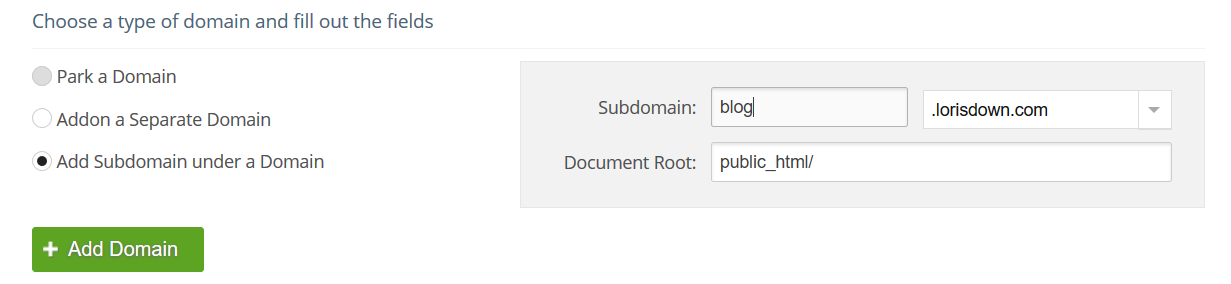 Choose a type of domain and fill out the fields
Park a Domain
Addon a Separate Domain
Add Subdomain under a Domain
Subdomain: blog .lorisdown.com
Document Root: public_html/
+ Add Domain